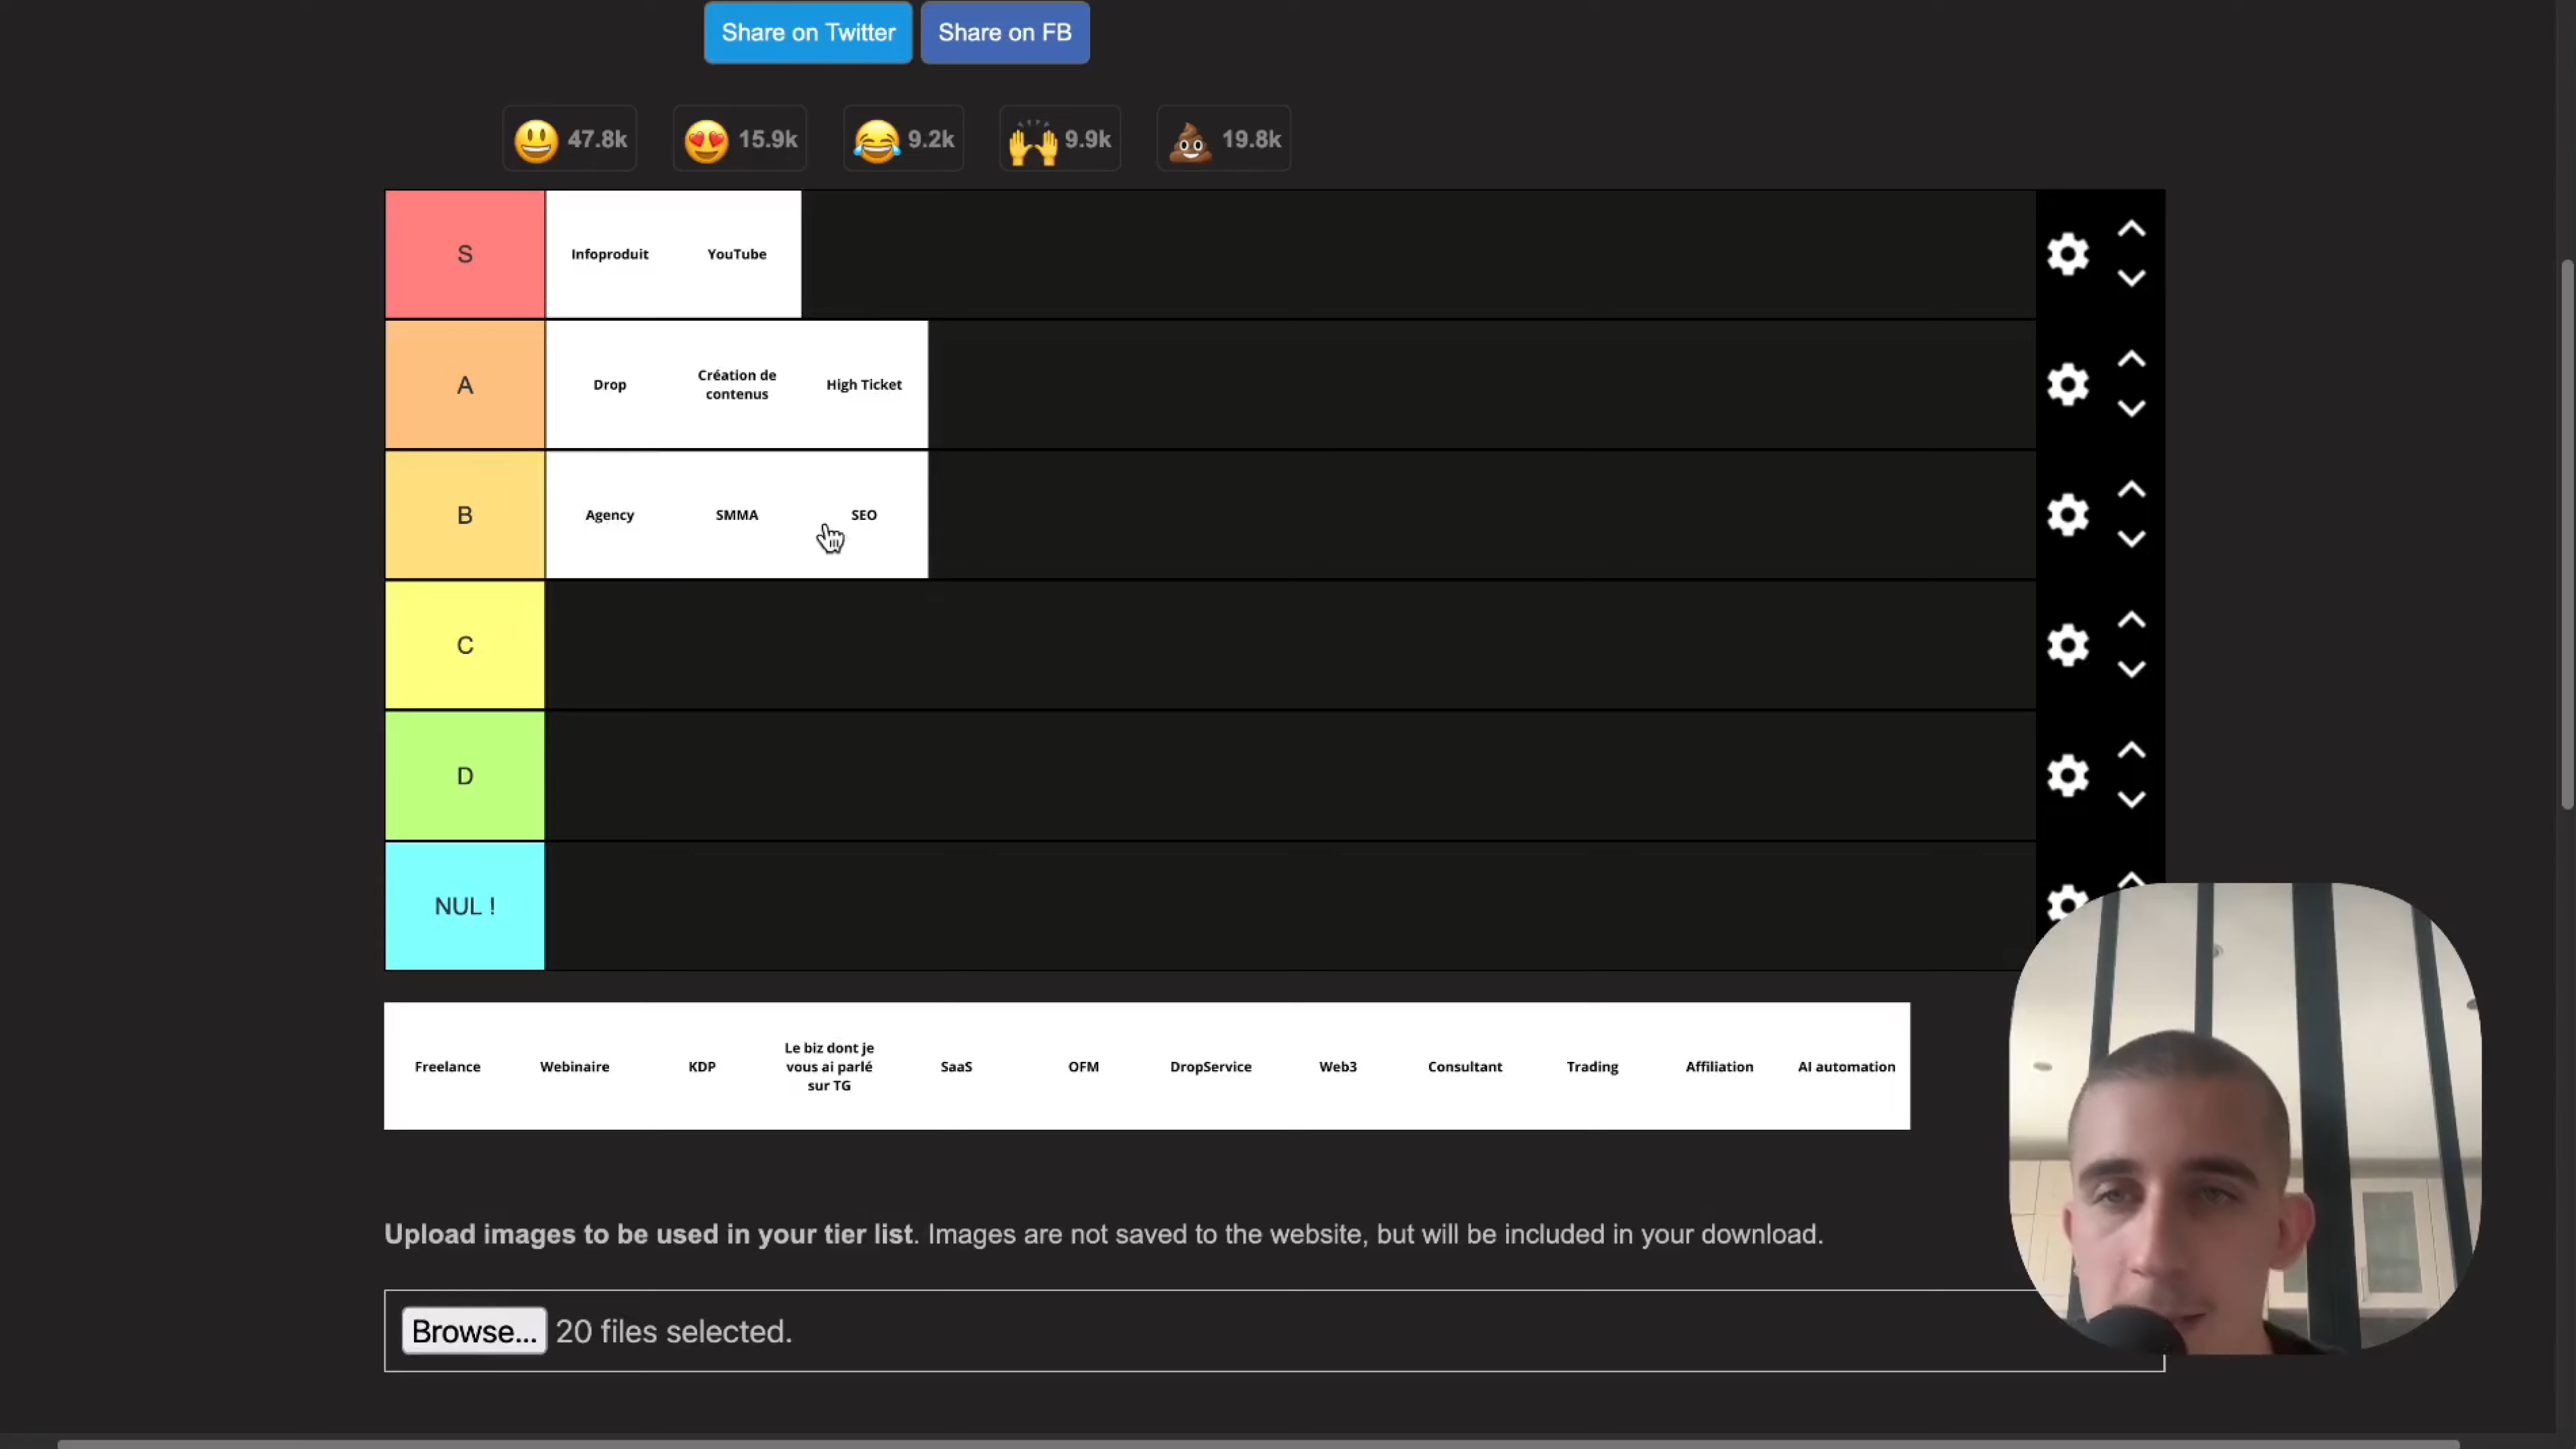 Share on Twitter
Share on FB
47.8k
15.9k
9.2k
9.9k
19.8k
S
Infoproduit
YouTube
A
Drop
Création de
contenus
High Ticket
B
Agency
SMMA
SEO
C
D
NUL !
Freelance
Webinaire
KDP
Le biz dont je
vous ai parlé
sur TG
SaaS
OFM
DropService
Web3
Consultant
Trading
Affiliation
AI automation
Upload images to be used in your tier list. Images are not saved to the website, but will be included in your download.
Browse... 20 files selected.